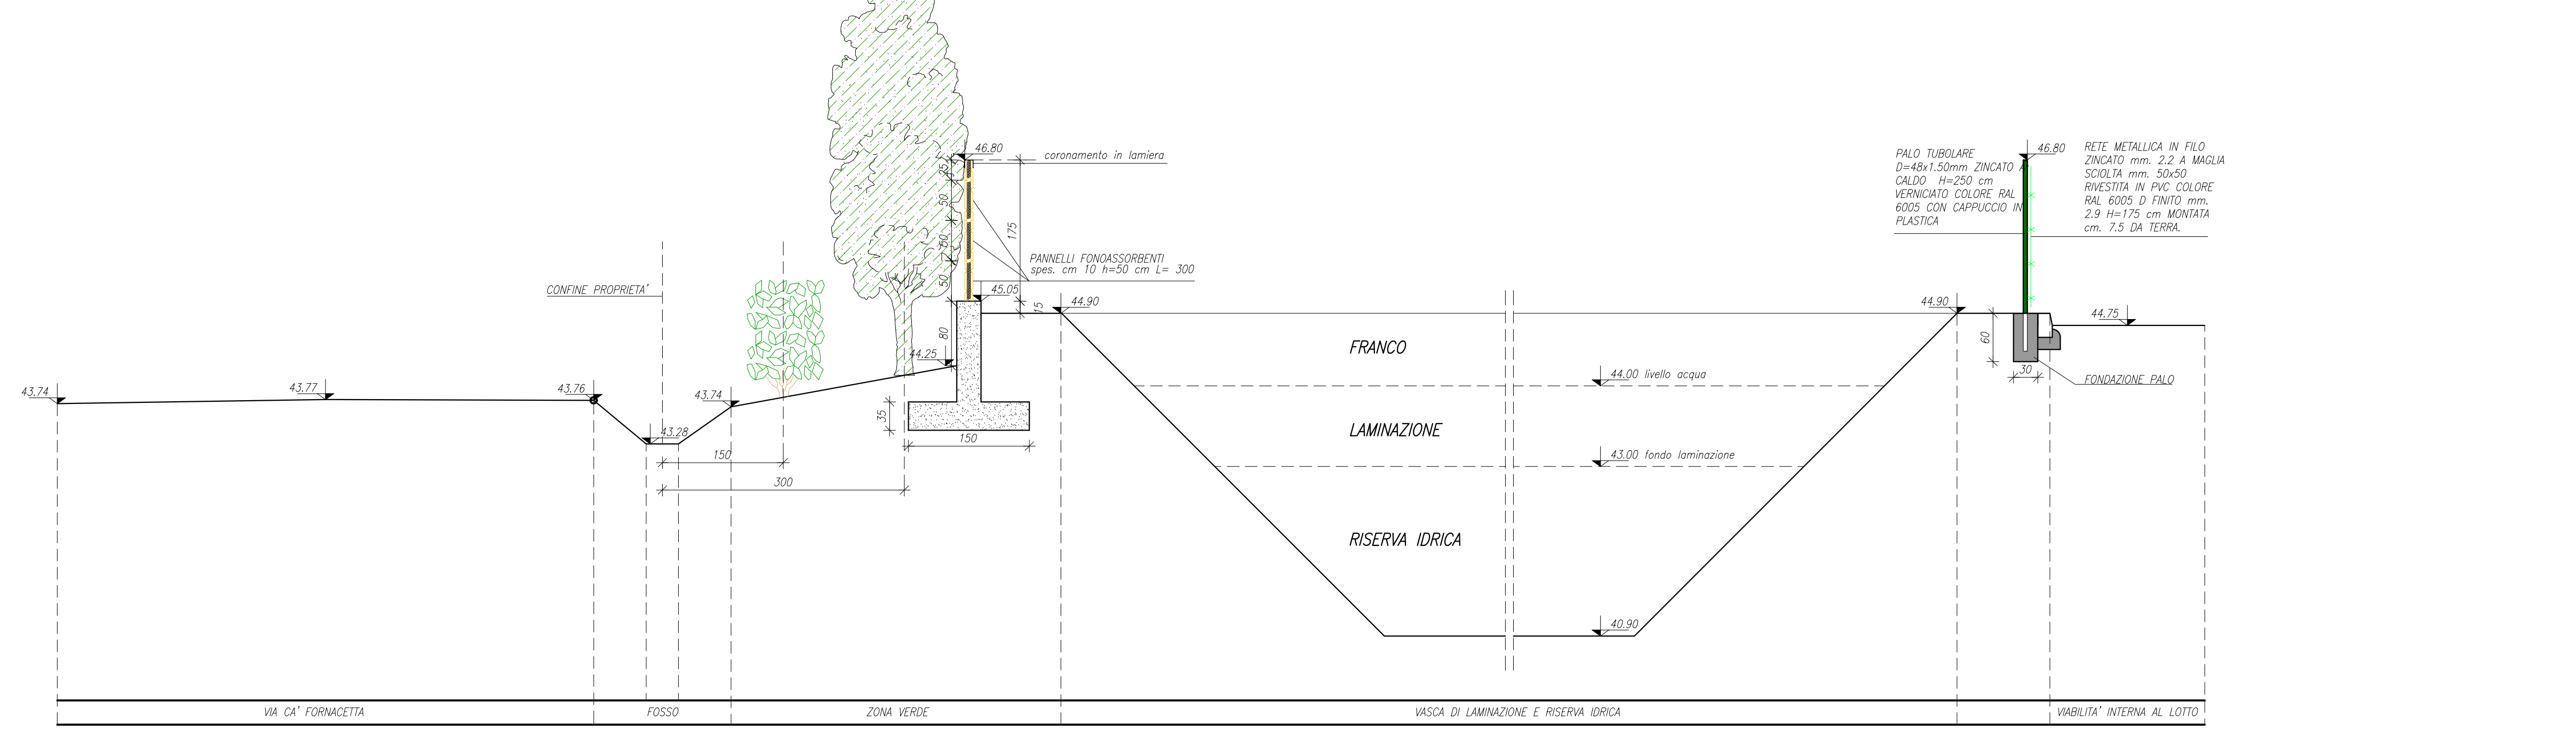 46.80
coronamento in lamiera
25
50
50
50
175
PANNELLI FONOASSORBENTI
spes. cm 10 h=50 cm L= 300
45.05
15
80
44.25
35
150
CONFINE PROPRIETA'
43.74
43.77
43.76
43.28
43.74
150
300
44.90
FRANCO
44.00 livello acqua
LAMINAZIONE
43.00 fondo laminazione
RISERVA IDRICA
40.90
44.90
PALO TUBOLARE
D=48x1.50mm ZINCATO A
CALDO H=250 cm
VERNICIATO COLORE RAL
6005 CON CAPPUCCIO IN
PLASTICA
46.80
RETE METALLICA IN FILO
ZINCATO mm. 2.2 A MAGLIA
SCIOLTA mm. 50x50
RIVESTITA IN PVC COLORE
RAL 6005 D FINITO mm.
2.9 H=175 cm MONTATA
cm. 7.5 DA TERRA.
44.75
60
30
FONDAZIONE PALO
VIA CA' FORNACETTA
FOSSO
ZONA VERDE
VASCA DI LAMINAZIONE E RISERVA IDRICA
VIABILITA' INTERNA AL LOTTO